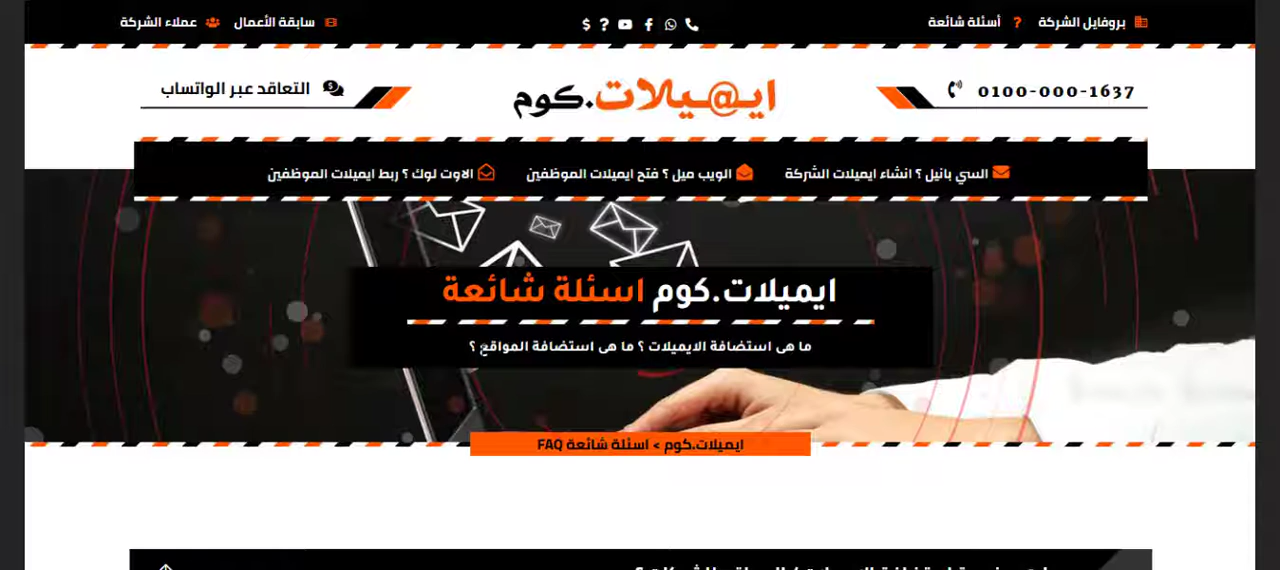 بروفايل الشركة
أسئلة شائعة
سابقة الأعمال
عملاء الشركة
0100-000-1637
ايم@يلات.كوم
التعاقد عبر الواتساب
السي بانيل ؟ انشاء ايميلات الشركة
الويب ميل ؟ فتح ايميلات الموظفين
الاوت لوك ؟ ربط ايميلات الموظفين
ايميلات.كوم اسئلة شائعة
ما هى استضافة الايميلات ؟ ما هى استضافة المواقع ؟
ايميلات.كوم > اسئلة شائعة FAQ